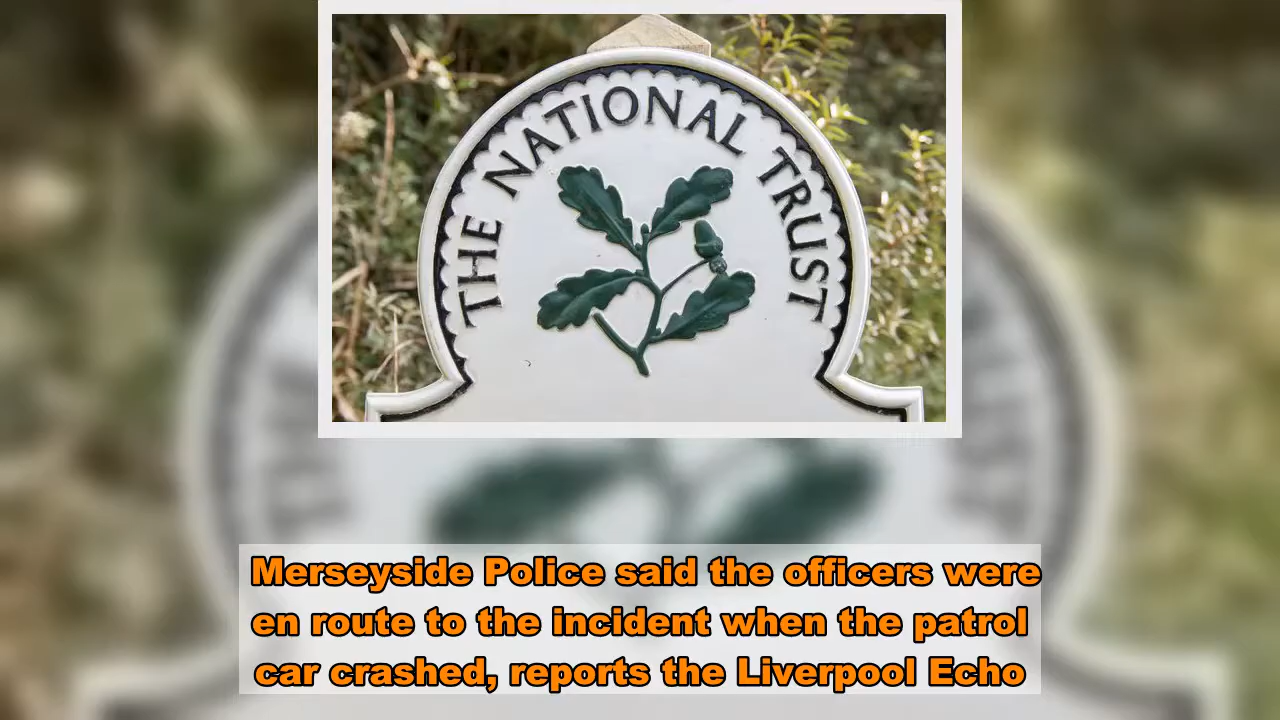 THE NATIONAL TRUST
Merseyside Police said the officers were
en route to the incident when the patrol
car crashed, reports the Liverpool Echo